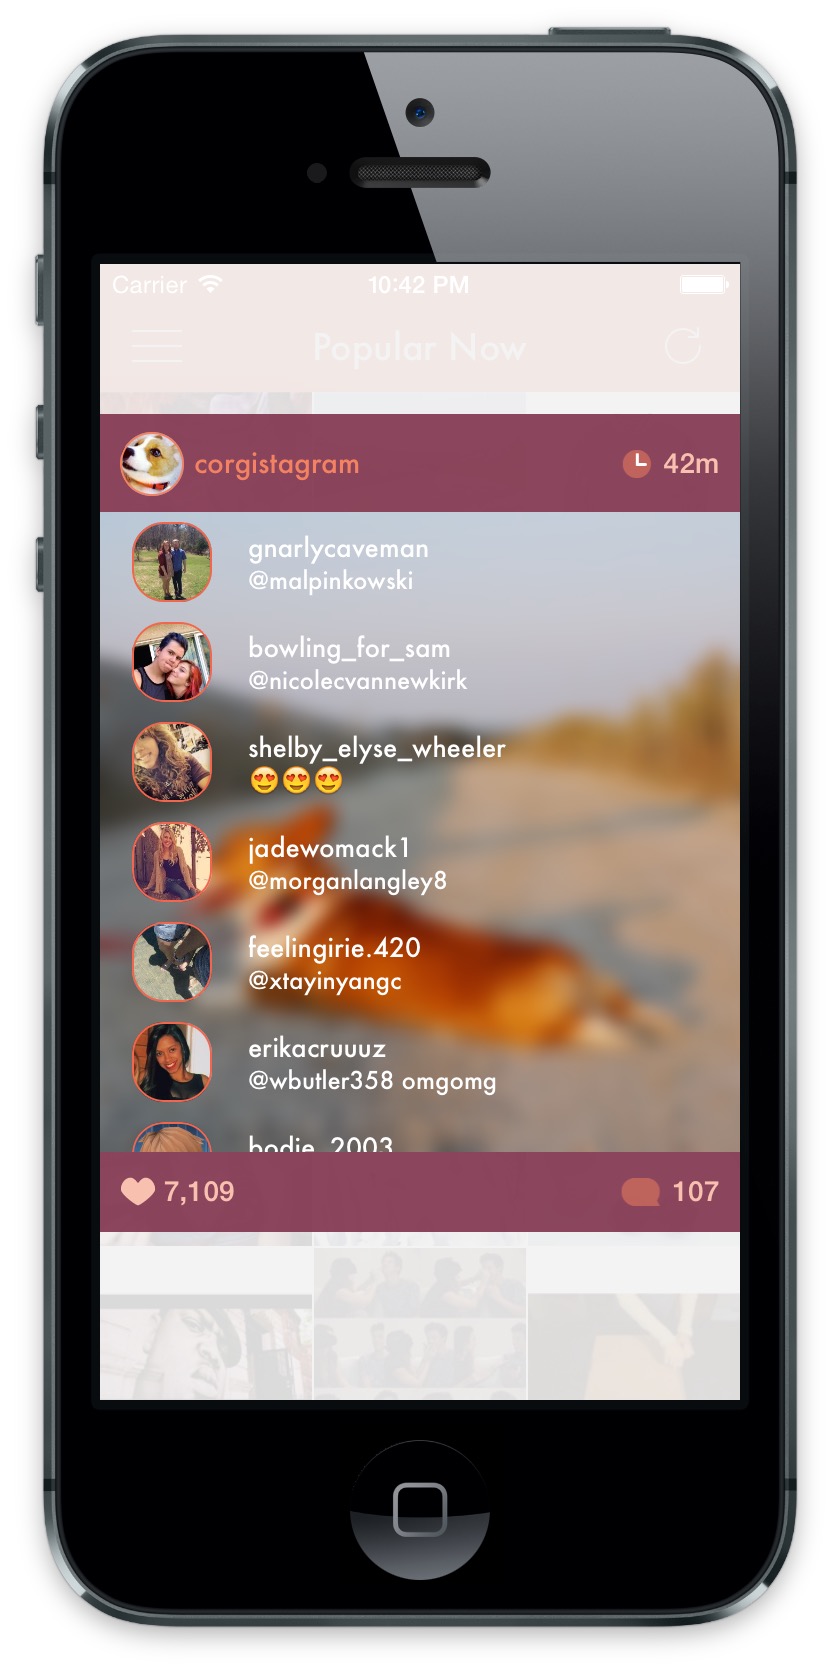 Carrier 10:42 PM
Popular Now
corgistagram 42m
gnarlycaveman
@malpinkowski
bowling_for_sam
@nicolecvannewkirk
shelby_elyse_wheeler
😍😍😍
jadewomack1
@morganlangley8
feelingirie.420
@xtayinyangc
erikacruuuz
@wbutler358 omgomg
bodie_2003
7,109 107